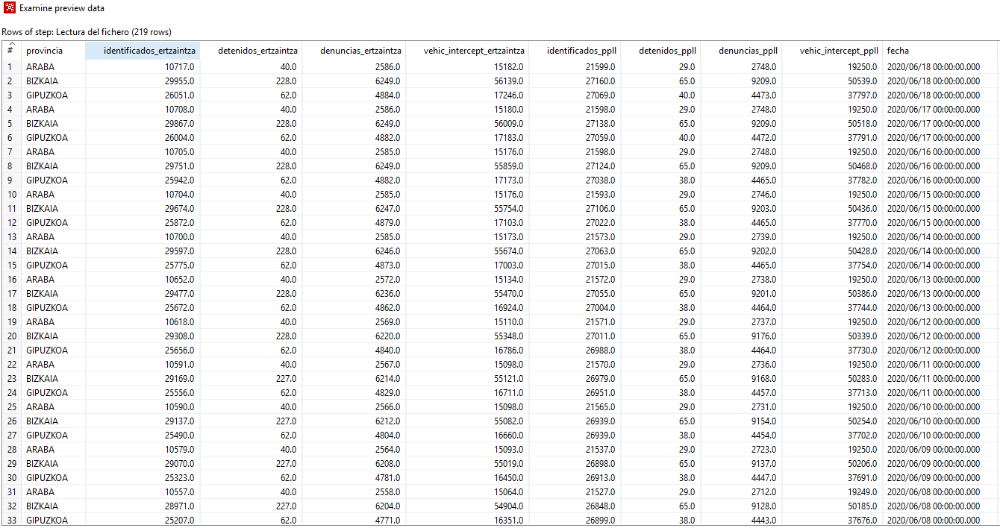 Examine preview data
Rows of step: Lectura del fichero (219 rows)
# provincia identificados_ertzaintza detenidos_ertzaintza denuncias_ertzaintza vehic_intercept_ertzaintza identificados_ppll detenidos_ppll denuncias_ppll vehic_intercept_ppll fecha
1 ARABA 10717.0 40.0 2586.0 15182.0 21599.0 29.0 2748.0 19250.0 2020/06/18 00:00:00.000
2 BIZKAIA 29955.0 228.0 6249.0 56139.0 27160.0 65.0 9209.0 50539.0 2020/06/18 00:00:00.000
3 GIPUZKOA 26051.0 62.0 4884.0 17246.0 27069.0 40.0 4473.0 37797.0 2020/06/18 00:00:00.000
4 ARABA 10708.0 40.0 2586.0 15180.0 21598.0 29.0 2748.0 19250.0 2020/06/17 00:00:00.000
5 BIZKAIA 29867.0 228.0 6249.0 56009.0 27138.0 65.0 9209.0 50518.0 2020/06/17 00:00:00.000
6 GIPUZKOA 26004.0 62.0 4882.0 17183.0 27059.0 40.0 4472.0 37791.0 2020/06/17 00:00:00.000
7 ARABA 10705.0 40.0 2585.0 15176.0 21598.0 29.0 2748.0 19250.0 2020/06/16 00:00:00.000
8 BIZKAIA 29751.0 228.0 6249.0 55859.0 27124.0 65.0 9209.0 50468.0 2020/06/16 00:00:00.000
9 GIPUZKOA 25942.0 62.0 4882.0 17173.0 27038.0 38.0 4465.0 37782.0 2020/06/16 00:00:00.000
10 ARABA 10704.0 40.0 2585.0 15176.0 21593.0 29.0 2746.0 19250.0 2020/06/15 00:00:00.000
11 BIZKAIA 29674.0 228.0 6247.0 55754.0 27106.0 65.0 9203.0 50436.0 2020/06/15 00:00:00.000
12 GIPUZKOA 25872.0 62.0 4879.0 17103.0 27022.0 38.0 4465.0 37770.0 2020/06/15 00:00:00.000
13 ARABA 10700.0 40.0 2585.0 15173.0 21573.0 29.0 2739.0 19250.0 2020/06/14 00:00:00.000
14 BIZKAIA 29597.0 228.0 6246.0 55674.0 27063.0 65.0 9202.0 50428.0 2020/06/14 00:00:00.000
15 GIPUZKOA 25775.0 62.0 4873.0 17003.0 27015.0 38.0 4465.0 37754.0 2020/06/14 00:00:00.000
16 ARABA 10652.0 40.0 2572.0 15134.0 21572.0 29.0 2738.0 19250.0 2020/06/13 00:00:00.000
17 BIZKAIA 29477.0 228.0 6236.0 55470.0 27055.0 65.0 9201.0 50386.0 2020/06/13 00:00:00.000
18 GIPUZKOA 25672.0 62.0 4862.0 16924.0 27004.0 38.0 4464.0 37744.0 2020/06/13 00:00:00.000
19 ARABA 10618.0 40.0 2569.0 15110.0 21571.0 29.0 2737.0 19250.0 2020/06/12 00:00:00.000
20 BIZKAIA 29308.0 228.0 6220.0 55348.0 27011.0 65.0 9176.0 50339.0 2020/06/12 00:00:00.000
21 GIPUZKOA 25656.0 62.0 4840.0 16786.0 26988.0 38.0 4464.0 37730.0 2020/06/12 00:00:00.000
22 ARABA 10591.0 40.0 2567.0 15098.0 21570.0 29.0 2736.0 19250.0 2020/06/11 00:00:00.000
23 BIZKAIA 29169.0 227.0 6214.0 55121.0 26979.0 65.0 9168.0 50283.0 2020/06/11 00:00:00.000
24 GIPUZKOA 25556.0 62.0 4829.0 16711.0 26951.0 38.0 4457.0 37713.0 2020/06/11 00:00:00.000
25 ARABA 10590.0 40.0 2566.0 15098.0 21565.0 29.0 2731.0 19250.0 2020/06/10 00:00:00.000
26 BIZKAIA 29137.0 227.0 6212.0 55082.0 26939.0 65.0 9154.0 50254.0 2020/06/10 00:00:00.000
27 GIPUZKOA 25490.0 62.0 4804.0 16660.0 26939.0 38.0 4454.0 37702.0 2020/06/10 00:00:00.000
28 ARABA 10579.0 40.0 2564.0 15093.0 21537.0 29.0 2723.0 19250.0 2020/06/09 00:00:00.000
29 BIZKAIA 29070.0 227.0 6208.0 55019.0 26898.0 65.0 9137.0 50206.0 2020/06/09 00:00:00.000
30 GIPUZKOA 25323.0 62.0 4781.0 16450.0 26913.0 38.0 4447.0 37691.0 2020/06/09 00:00:00.000
31 ARABA 10557.0 40.0 2558.0 15064.0 21527.0 29.0 2712.0 19249.0 2020/06/08 00:00:00.000
32 BIZKAIA 28971.0 227.0 6204.0 54904.0 26848.0 65.0 9128.0 50185.0 2020/06/08 00:00:00.000
33 GIPUZKOA 25207.0 62.0 4771.0 16351.0 26899.0 38.0 4443.0 37676.0 2020/06/08 00:00:00.000